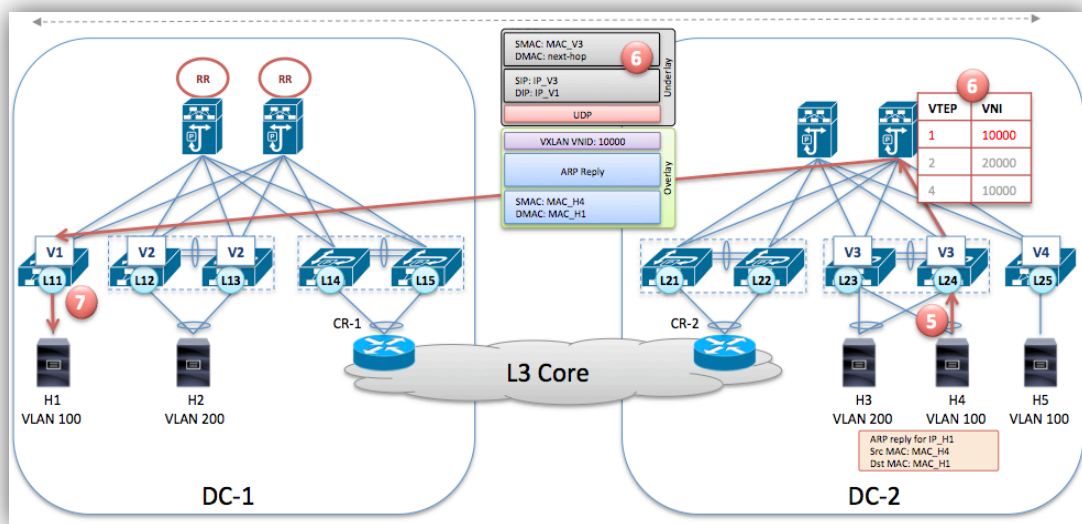 RR
RR
SMAC: MAC_V3
DMAC: next-hop
6
SIP: IP_V3
DIP: IP_V1
UDP
Underlay
VXLAN VNID: 10000
ARP Reply
SMAC: MAC_H4
DMAC: MAC_H1
Overlay
6
VTEP VNI
1 10000
2 20000
4 10000
V1
V2
V2
L11
L12
L13
L14
L15
V3
V3
V4
L21
L22
L23
L24
L25
7
5
CR-1
CR-2
L3 Core
H1
VLAN 100
H2
VLAN 200
H3
VLAN 200
H4
VLAN 100
H5
VLAN 100
ARP reply for IP_H1
Src MAC: MAC_H4
Dst MAC: MAC_H1
DC-1
DC-2